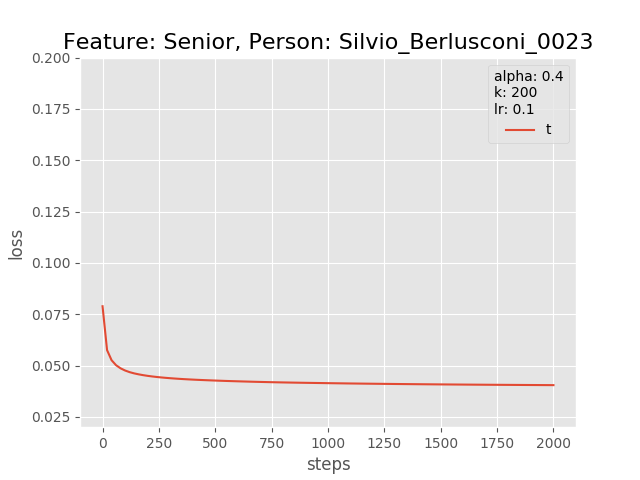 Feature: Senior, Person: Silvio_Berlusconi_0023
alpha: 0.4
k: 200
lr: 0.1
t
loss
0.200
0.175
0.150
0.125
0.100
0.075
0.050
0.025
0 250 500 750 1000 1250 1500 1750 2000
steps